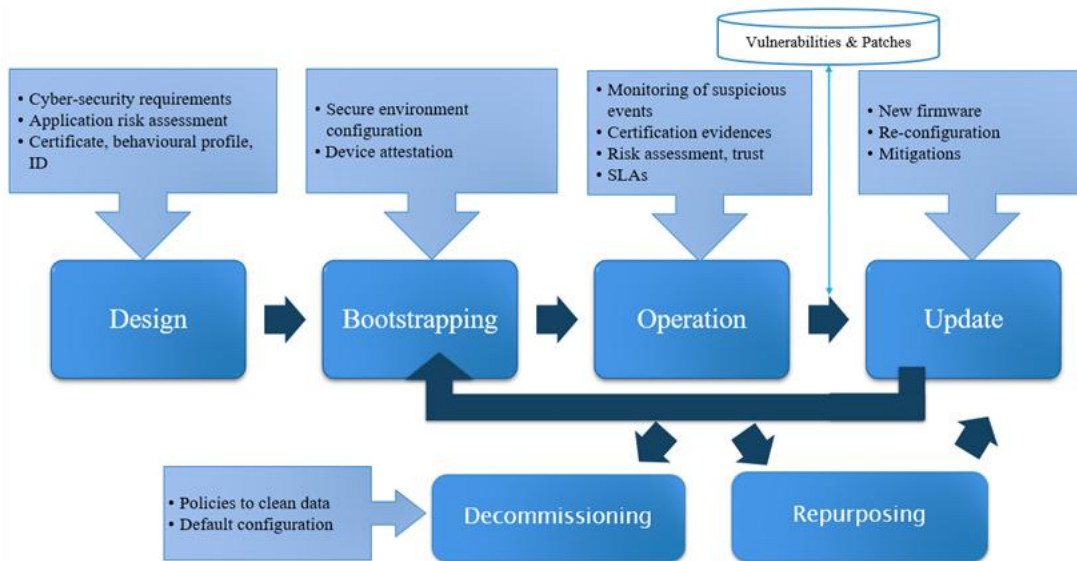 Vulnerabilities & Patches
• Cyber-security requirements
• Application risk assessment
• Certificate, behavioural profile,
ID
• Secure environment
configuration
• Device attestation
• Monitoring of suspicious
events
• Certification evidences
• Risk assessment, trust
• SLAs
• New firmware
• Re-configuration
• Mitigations
Design
Bootstrapping
Operation
Update
• Policies to clean data
• Default configuration
Decommissioning
Repurposing